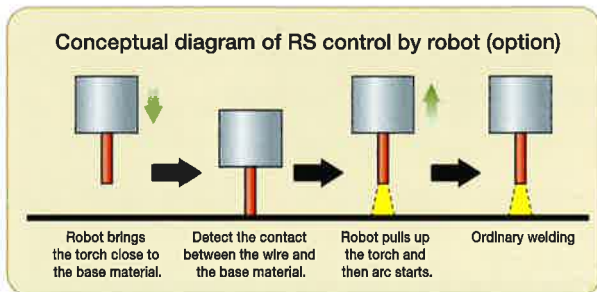 Conceptual diagram of RS control by robot (option)
Robot brings
the torch close to
the base material.
Detect the contact
between the wire and
the base material.
Robot pulls up
the torch and
then arc starts.
Ordinary welding